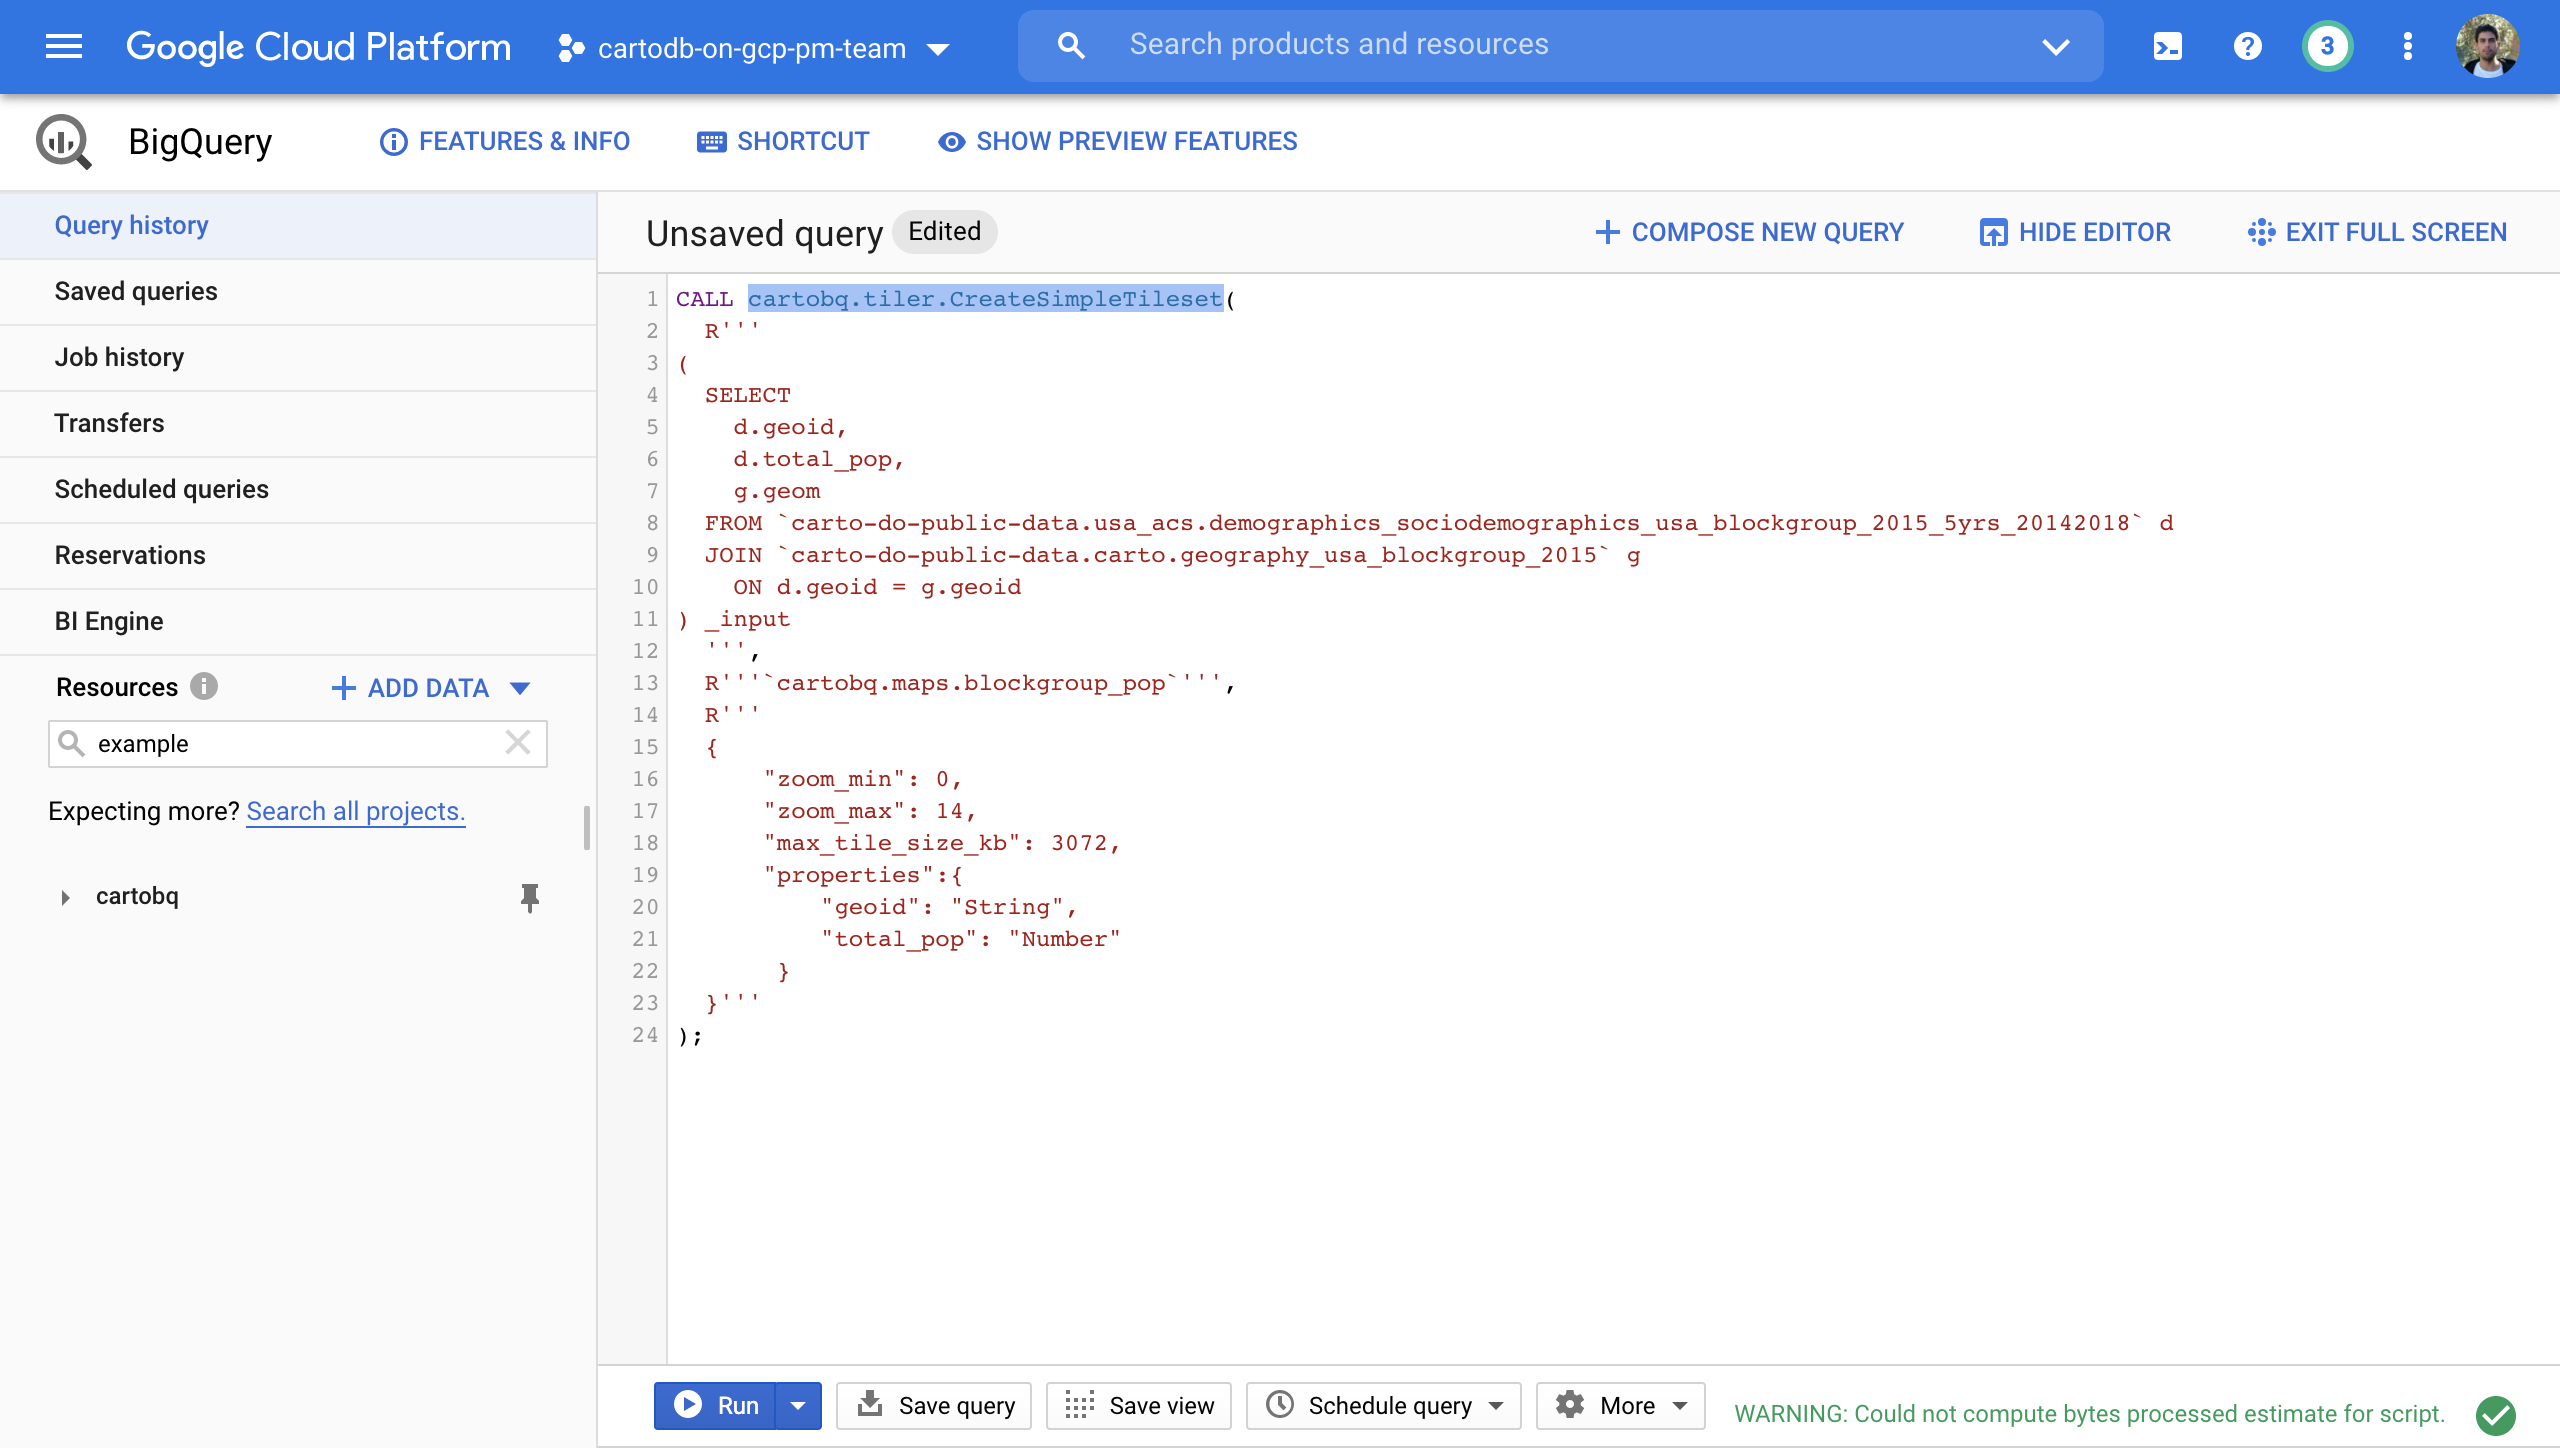 Google Cloud Platform
cartodb-on-gcp-pm-team
Search products and resources
3
BigQuery
FEATURES & INFO
SHORTCUT
SHOW PREVIEW FEATURES
Query history
Saved queries
Job history
Transfers
Scheduled queries
Reservations
BI Engine
Resources
ADD DATA
example
Expecting more? Search all projects.
cartobq
Unsaved query
Edited
COMPOSE NEW QUERY
HIDE EDITOR
EXIT FULL SCREEN
1 CALL cartobq.tiler.CreateSimpleTileset(
2 R'''
3 (
4 SELECT
5 d.geoid,
6 d.total_pop,
7 g.geom
8 FROM `carto-do-public-data.usa_acs.demographics_sociodemographics_usa_blockgroup_2015_5yrs_20142018` d
9 JOIN `carto-do-public-data.carto.geography_usa_blockgroup_2015` g
10 ON d.geoid = g.geoid
11 ) _input
12 ''',
13 R'''`cartobq.maps.blockgroup_pop`''',
14 R'''
15 {
16 "zoom_min": 0,
17 "zoom_max": 14,
18 "max_tile_size_kb": 3072,
19 "properties":{
20 "geoid": "String",
21 "total_pop": "Number"
22 }
23 }'''
24 );
Run
Save query
Save view
Schedule query
More
WARNING: Could not compute bytes processed estimate for script.